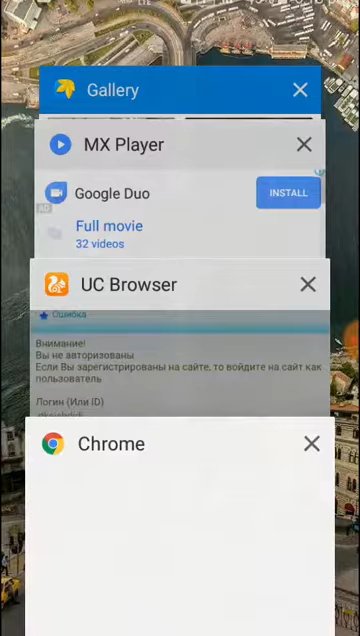 Gallery
MX Player
Google Duo
INSTALL
AD
Full movie
32 videos
UC Browser
Ошибка
Внимание!
Вы не авторизованы
Если Вы зарегистрированы на сайте, то войдите на сайт как
пользователь
Логин (Или ID)
Chrome